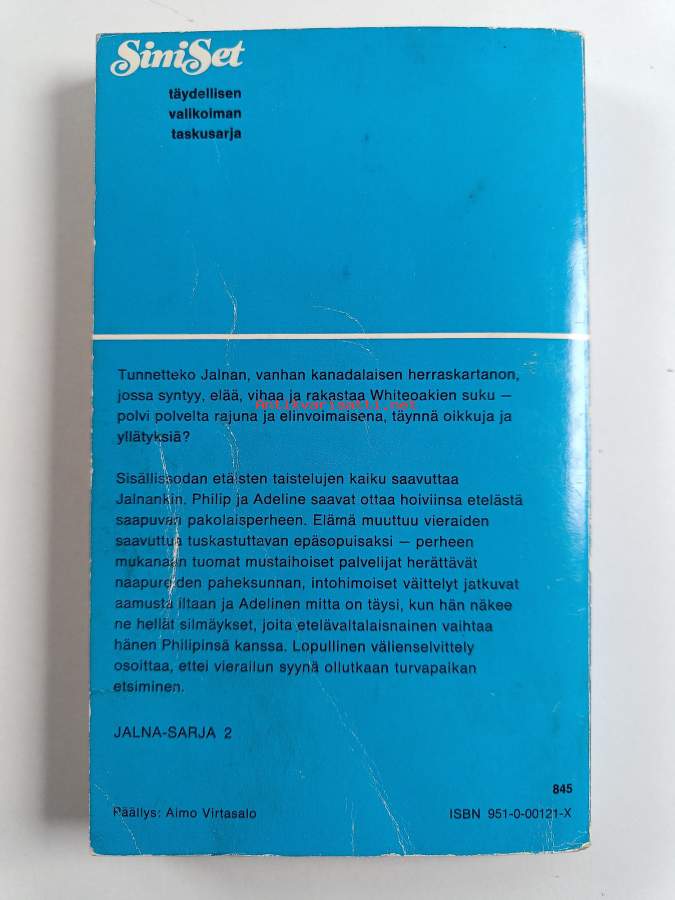 SiniSet
täydellisen
valikoiman
taskusarja
Tunnetteko Jalnan, vanhan kanadalaisen herraskartanon,
jossa syntyy, elää, vihaa ja rakastaa Whiteoakien suku —
Antikvarisatti.net
polvi polvelta rajuna ja elinvoimaisena, täynnä oikkuja ja
yllätyksiä?
Sisällissodan etäisten taistelujen kaiku saavuttaa
Jalnankin. Philip ja Adeline saavat ottaa hoiviinsa etelästä
saapuvan pakolaisperheen. Elämä muuttuu vieraiden
saavuttua tuskastuttavan epäsopuisaksi — perheen
mukanaan tuomat mustaihoiset palvelijat herättävät
naapureiden paheksunnan, intohimoiset väittelyt jatkuvat
aamusta iltaan ja Adelinen mitta on täysi, kun hän näkee
ne hellät silmäykset, joita etelävaltalaisnainen vaihtaa
hänen Philipinsä kanssa. Lopullinen välienselvittely
osoittaa, ettei vierailun syynä ollutkaan turvapaikan
etsiminen.
JALNA-SARJA 2
845
Päällys: Aimo Virtasalo
ISBN 951-0-00121-X